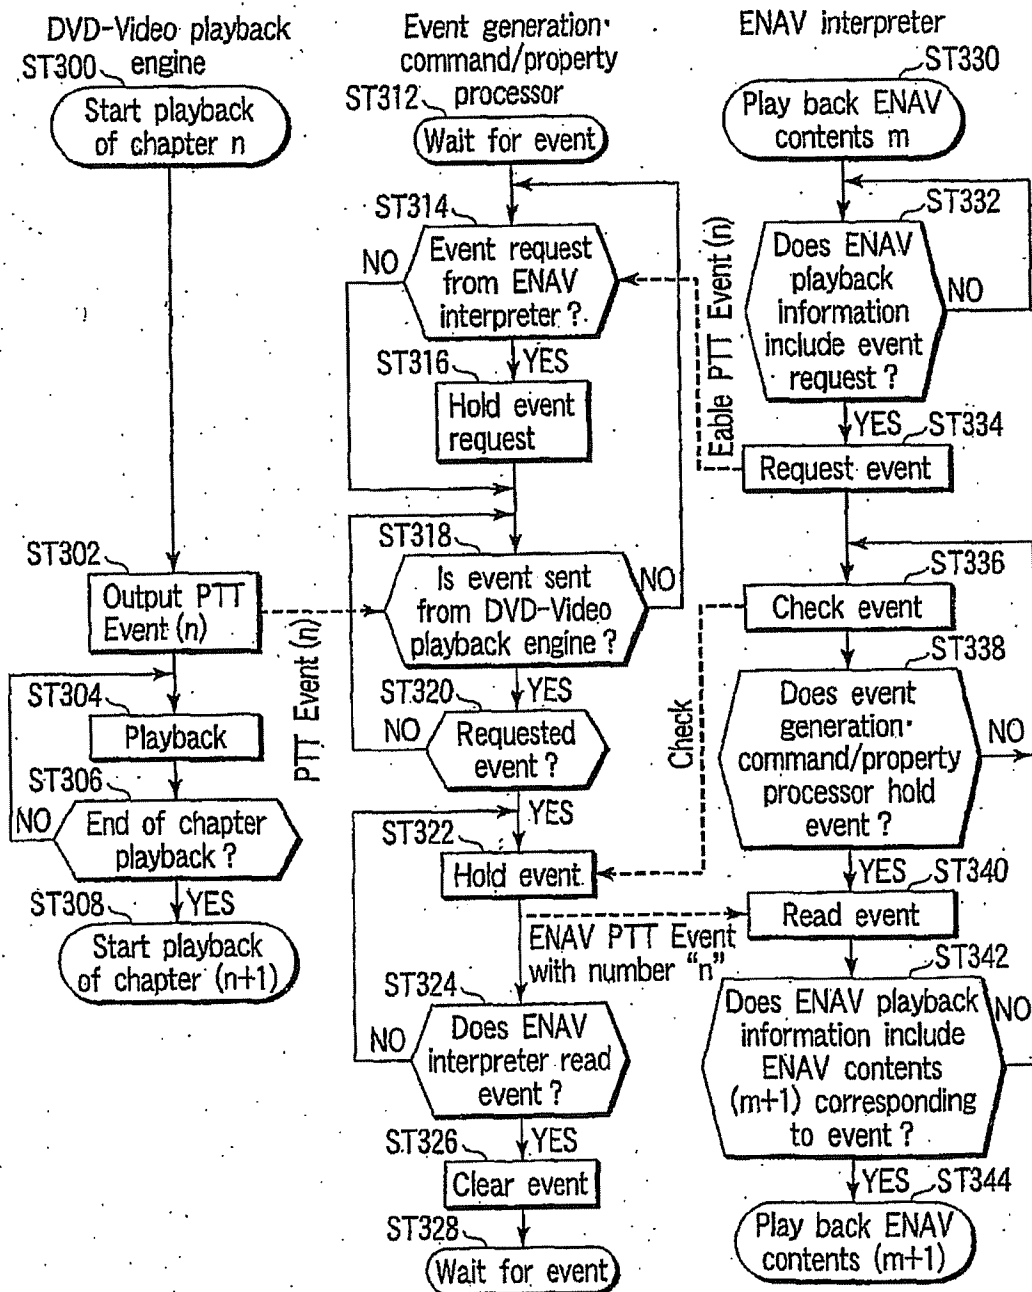 DVD-Video playback
engine
ST300
Start playback
of chapter n
ST302
Output PTT
Event (n)
PTT Event (n)
ST304
Playback
ST306
NO
End of chapter
playback ?
YES
ST308
Start playback
of chapter (n+1)
Event generation·
command/property
processor
ST312
Wait for event
ST314
NO
Event request
from ENAV
interpreter ?
YES
ST316
Hold event
request
ST318
NO
Is event sent
from DVD-Video
playback engine ?
YES
ST320
NO
Requested
event ?
YES
ST322
Hold event
ENAV PTT Event
with number "n"
ST324
NO
Does ENAV
interpreter read
event ?
YES
ST326
Clear event
ST328
Wait for event
ENAV interpreter
ST330
Play back ENAV
contents m
ST332
Does ENAV
playback
information
include event
request ?
NO
YES
ST334
Eable PTT Event (n)
Request event
ST336
Check event
Check
ST338
Does event
generation·
command/property
processor hold
event ?
NO
YES
ST340
Read event
ST342
Does ENAV playback
information include
ENAV contents
(m+1) corresponding
to event ?
NO
YES
ST344
Play back ENAV
contents (m+1)